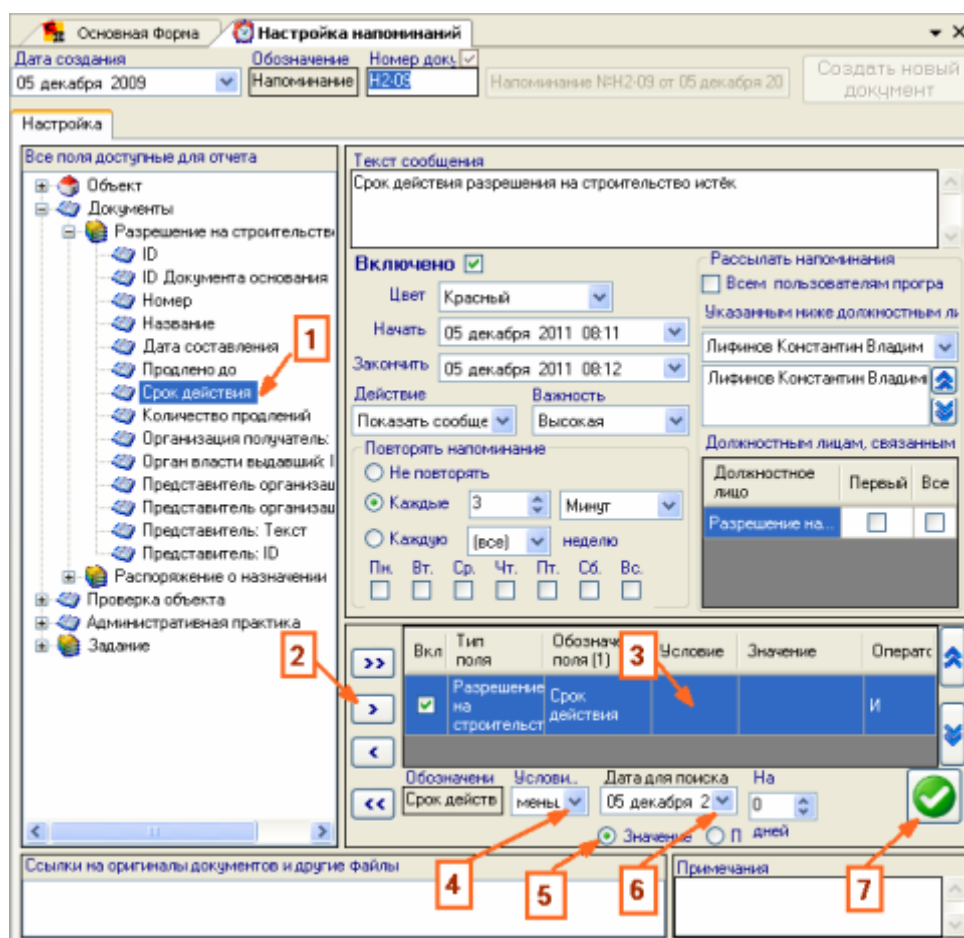 Основная Форма
Настройка напоминаний
Дата создания
Обозначение
Номер док
05 декабря 2009
Напоминание
Н2-09
Напоминание №Н2-09 от 05 декабря 20
Создать новый
документ
Настройка
Все поля доступные для отчета
Объект
Документы
Разрешение на строительств
ID
ID Документа основания
Номер
Название
Дата составления
Продлено до
Срок действия
Количество продлений
Организация получатель:
Орган власти выдавший: I
Представитель организац
Представитель организац
Представитель: Текст
Представитель: ID
Распоряжение о назначении
Проверка объекта
Административная практика
Задание
1
2
Текст сообщения
Срок действия разрешения на строительство истёк
Включено
Цвет
Красный
Начать
05 декабря 2011 08:11
Закончить
05 декабря 2011 08:12
Действие
Важность
Показать сообще
Высокая
Повторять напоминание
Не повторять
Каждые
3
Минут
Каждую
(все)
неделю
Пн. Вт. Ср. Чт. Пт. Сб. Вс.
Рассылать напоминания
Всем пользователям програ
Указанным ниже должностным ли
Лифинов Константин Владим
Лифинов Константин Владим
Должностным лицам, связанным
Должностное
лицо
Первый
Все
Разрешение на...
>>
>
<
<<
Вкл
Тип
поля
Обозначе
поля (1)
Условие
Значение
Операто
3
Разрешение
на
строительст
Срок
действия
И
Обозначени
Услови..
Дата для поиска
На
Срок действ
меньш
05 декабря 2
0
Значение
П
дней
4
5
6
7
Ссылки на оригиналы документов и другие файлы
Примечания